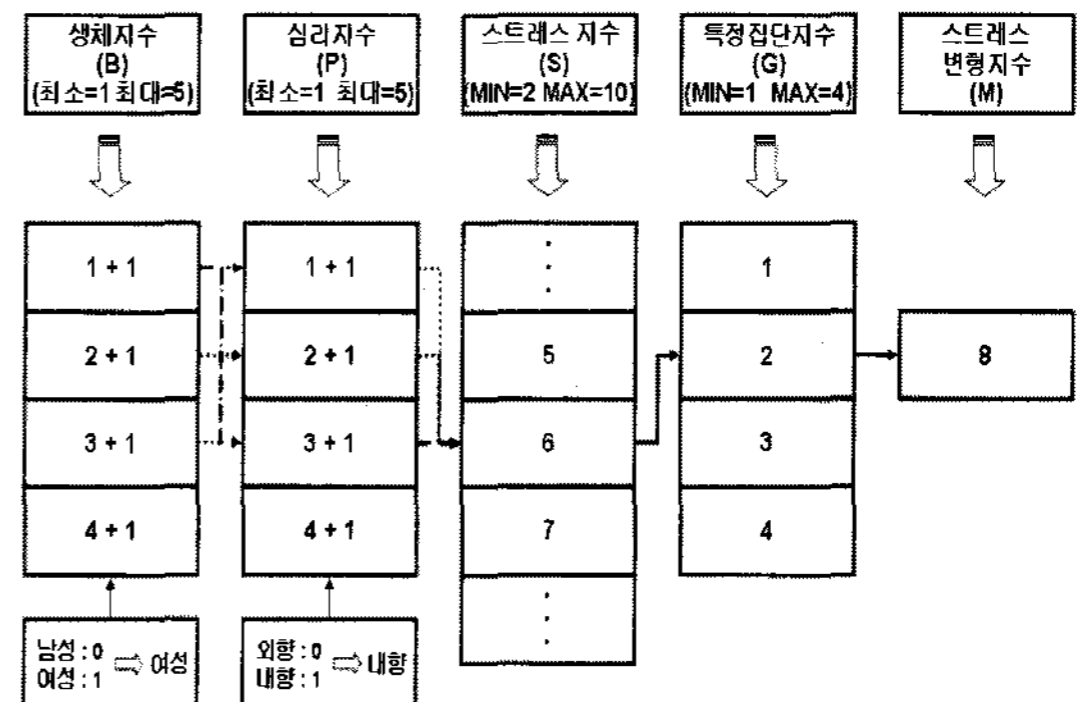 생체지수
(B)
(최소=1 최대=5)
심리지수
(P)
(최소=1 최대=5)
스트레스 지수
(S)
(MIN=2 MAX=10)
특정집단지수
(G)
(MIN=1 MAX=4)
스트레스
변형지수
(M)
1 + 1
1 + 1
1
2 + 1
2 + 1
5
2
8
3 + 1
3 + 1
6
3
4 + 1
4 + 1
7
4
남성 : 0
여성 : 1
⇨ 여성
외향 : 0
내향 : 1
⇨ 내향